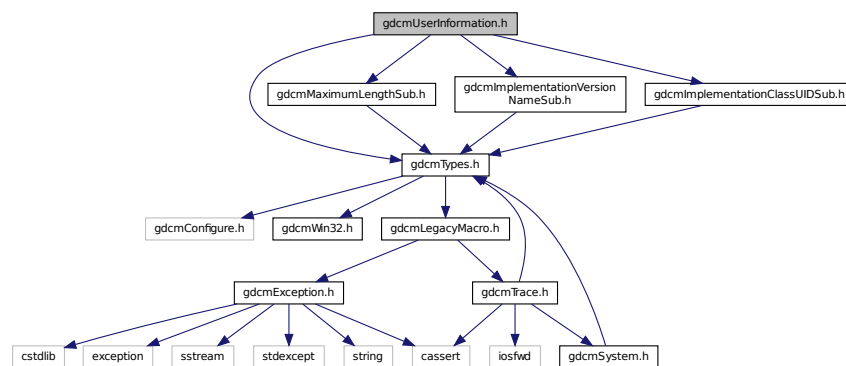 gdcmUserInformation.h
gdcmMaximumLengthSub.h
gdcmImplementationVersion
NameSub.h
gdcmImplementationClassUIDSub.h
gdcmTypes.h
gdcmConfigure.h
gdcmWin32.h
gdcmLegacyMacro.h
gdcmException.h
gdcmTrace.h
cstdlib
exception
sstream
stdexcept
string
cassert
iosfwd
gdcmSystem.h